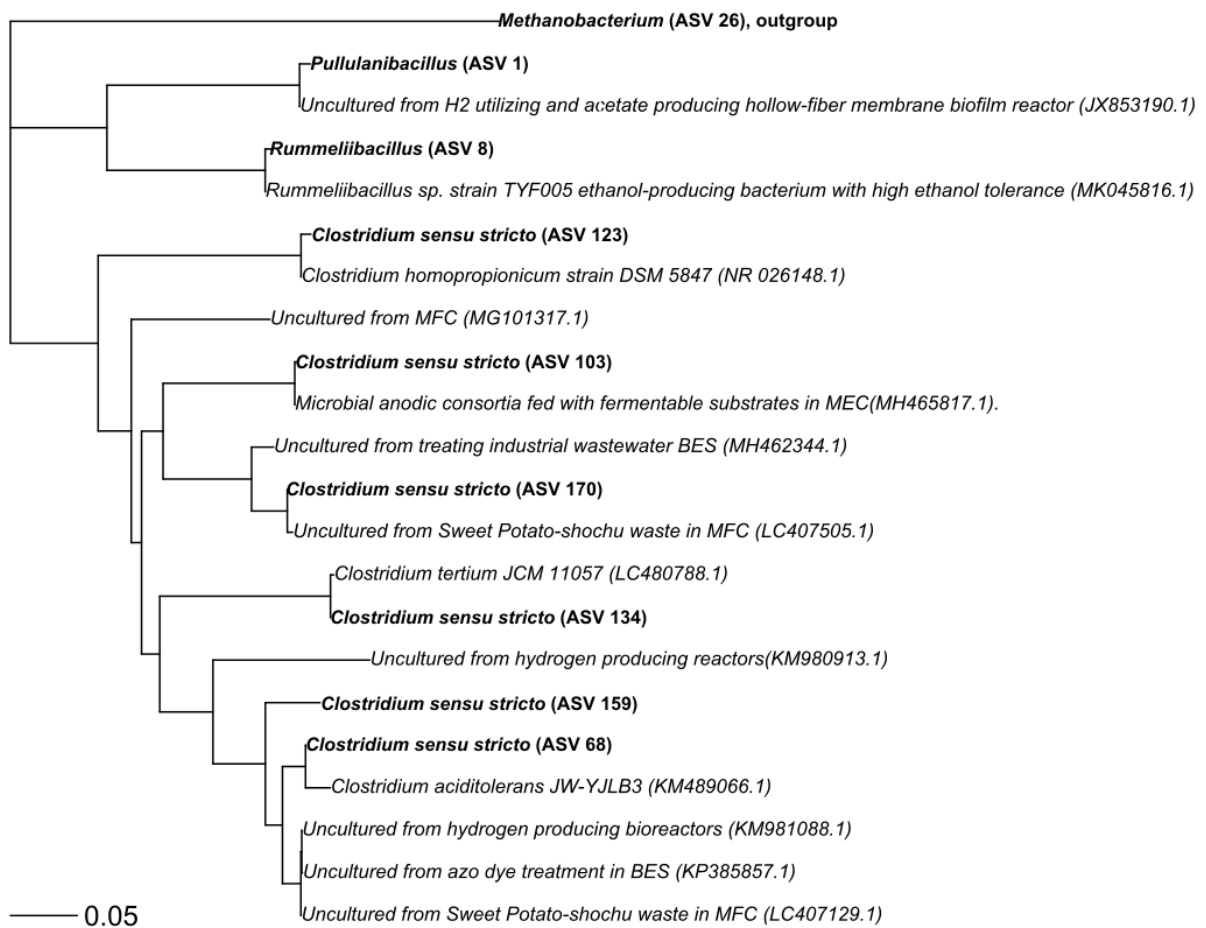 Methanobacterium (ASV 26), outgroup
Pullulanibacillus (ASV 1)
Uncultured from H2 utilizing and acetate producing hollow-fiber membrane biofilm reactor (JX853190.1)
Rummeliibacillus (ASV 8)
Rummeliibacillus sp. strain TYF005 ethanol-producing bacterium with high ethanol tolerance (MK045816.1)
Clostridium sensu stricto (ASV 123)
Clostridium homopropionicum strain DSM 5847 (NR 026148.1)
Uncultured from MFC (MG101317.1)
Clostridium sensu stricto (ASV 103)
Microbial anodic consortia fed with fermentable substrates in MEC(MH465817.1).
Uncultured from treating industrial wastewater BES (MH462344.1)
Clostridium sensu stricto (ASV 170)
Uncultured from Sweet Potato-shochu waste in MFC (LC407505.1)
Clostridium tertium JCM 11057 (LC480788.1)
Clostridium sensu stricto (ASV 134)
Uncultured from hydrogen producing reactors(KM980913.1)
Clostridium sensu stricto (ASV 159)
Clostridium sensu stricto (ASV 68)
Clostridium aciditolerans JW-YJLB3 (KM489066.1)
Uncultured from hydrogen producing bioreactors (KM981088.1)
Uncultured from azo dye treatment in BES (KP385857.1)
Uncultured from Sweet Potato-shochu waste in MFC (LC407129.1)
0.05